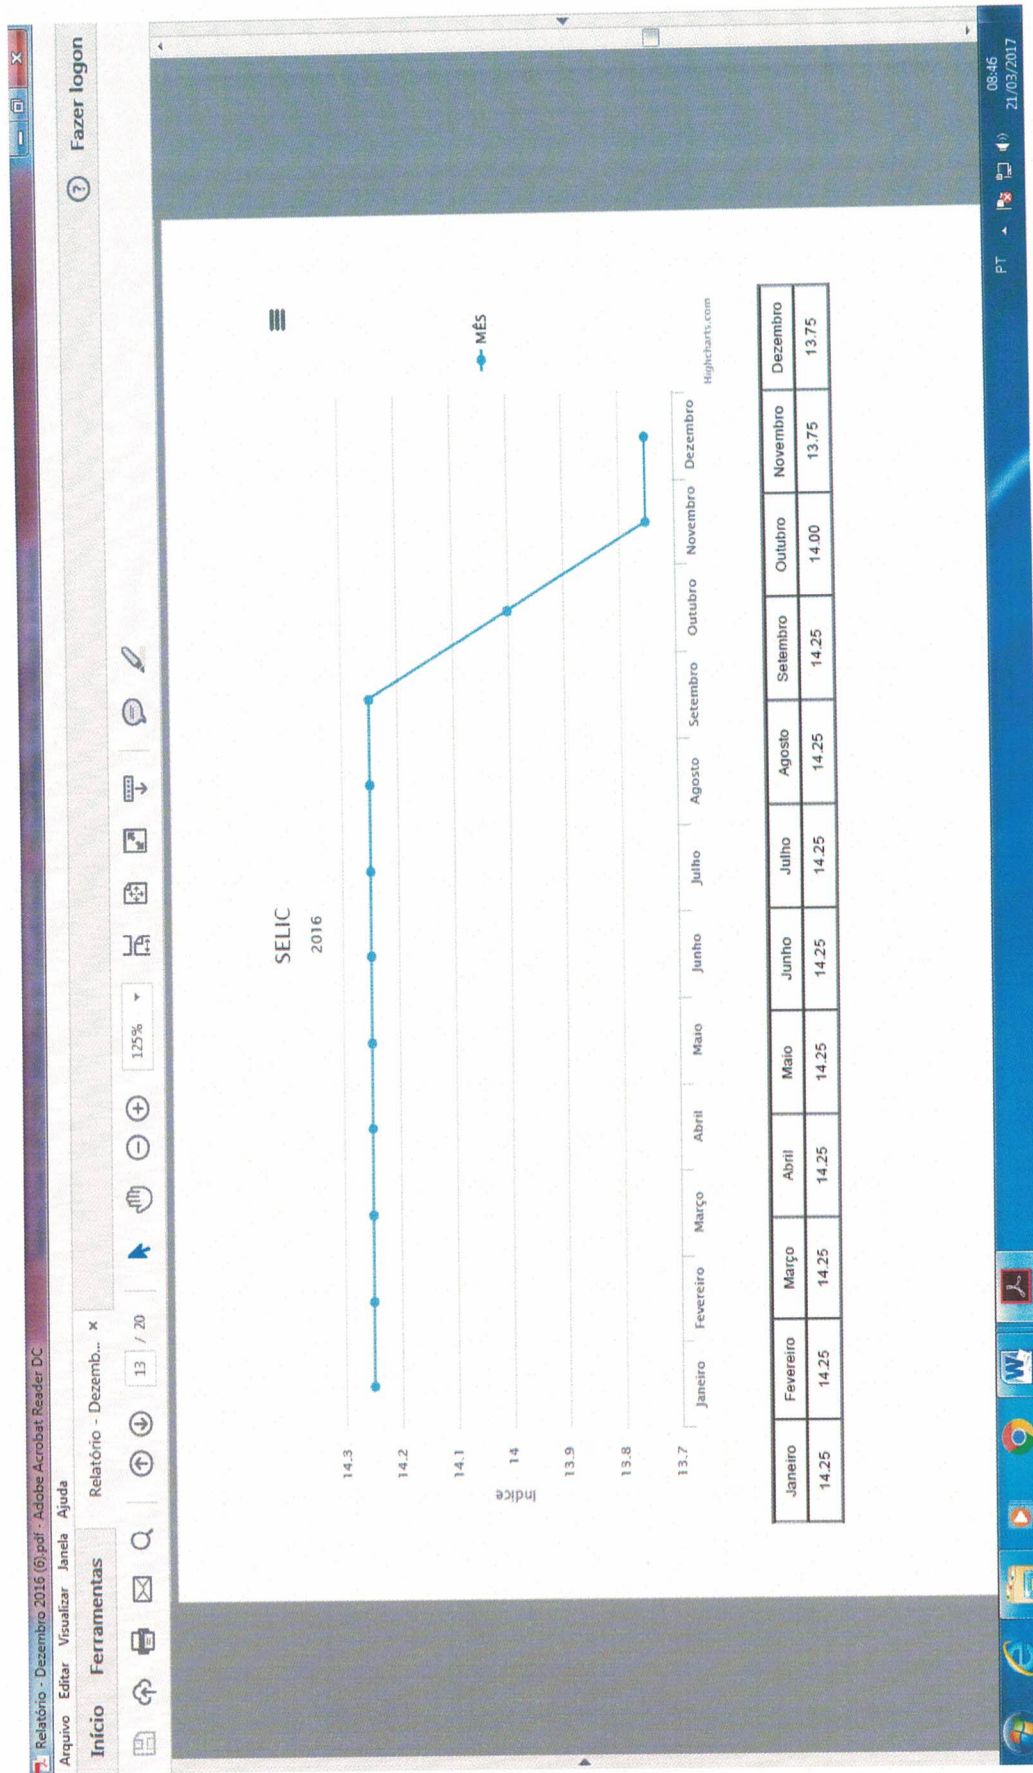 Relatório - Dezembro 2016 (6).pdf - Adobe Acrobat Reader DC
Arquivo Editar Visualizar Janela Ajuda
Início Ferramentas Relatório - Dezemb... × Fazer logon
13 / 20 125%
SELIC
2016
14.3
14.2
14.1
14
13.9
13.8
13.7
Indice
MÊS
Janeiro Fevereiro Março Abril Maio Junho Julho Agosto Setembro Outubro Novembro Dezembro
Highcharts.com
Janeiro Fevereiro Março Abril Maio Junho Julho Agosto Setembro Outubro Novembro Dezembro
14.25 14.25 14.25 14.25 14.25 14.25 14.25 14.25 14.25 14.00 13.75 13.75
PT 08:46
21/03/2017